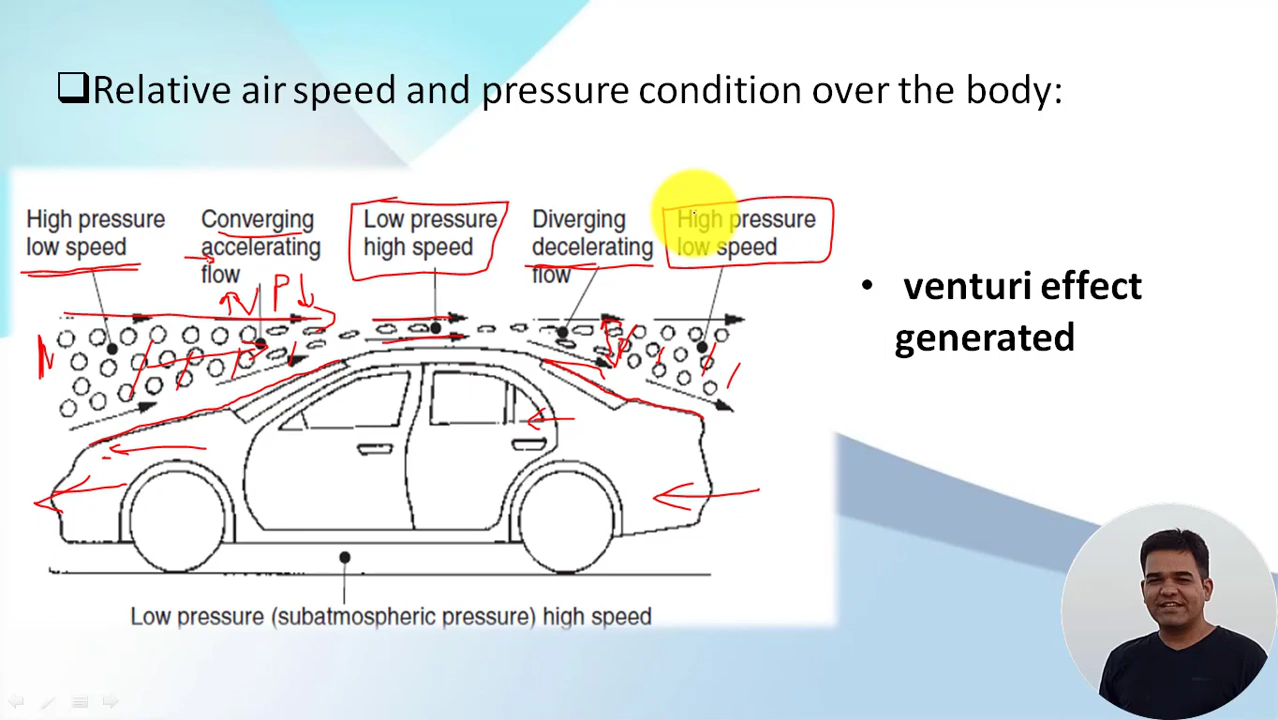 ❑Relative air speed and pressure condition over the body:
High pressure
low speed
Converging
accelerating
flow
Low pressure
high speed
Diverging
decelerating
flow
High pressure
low speed
V P↓
• venturi effect
generated
Low pressure (subatmospheric pressure) high speed